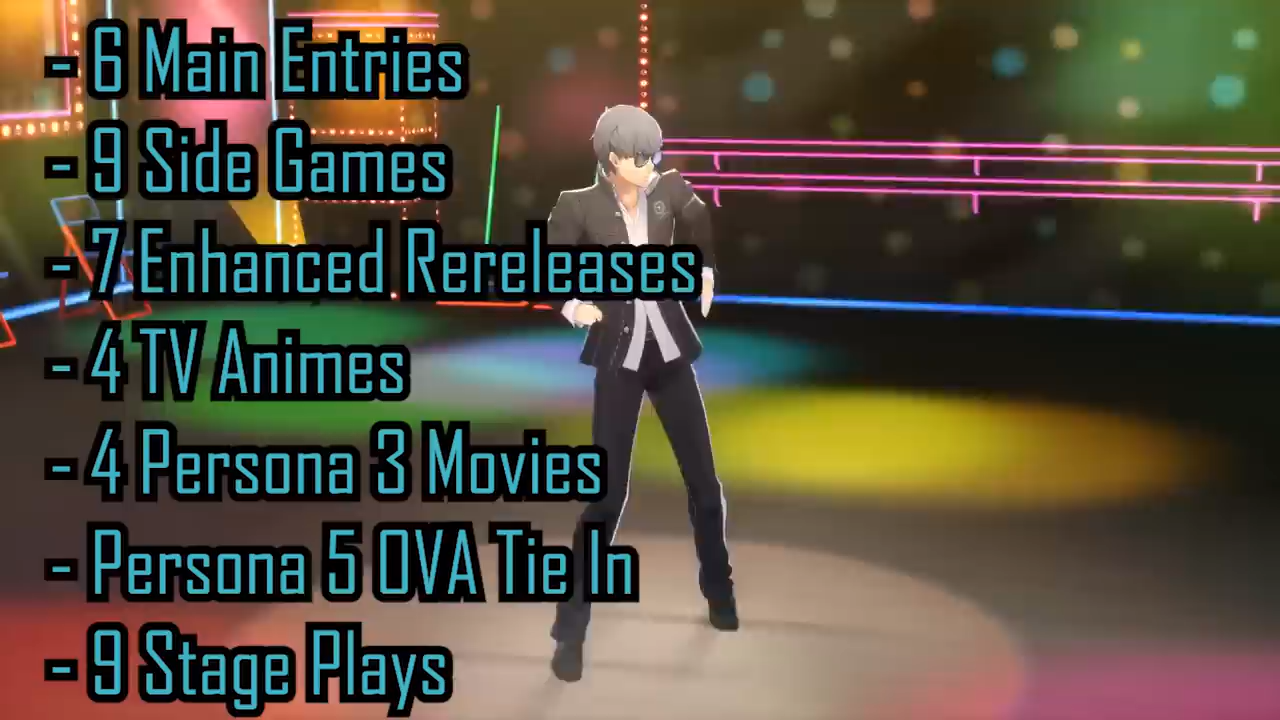 - 6 Main Entries
- 9 Side Games
- 7 Enhanced Rereleases
- 4 TV Animes
- 4 Persona 3 Movies
- Persona 5 OVA Tie In
- 9 Stage Plays